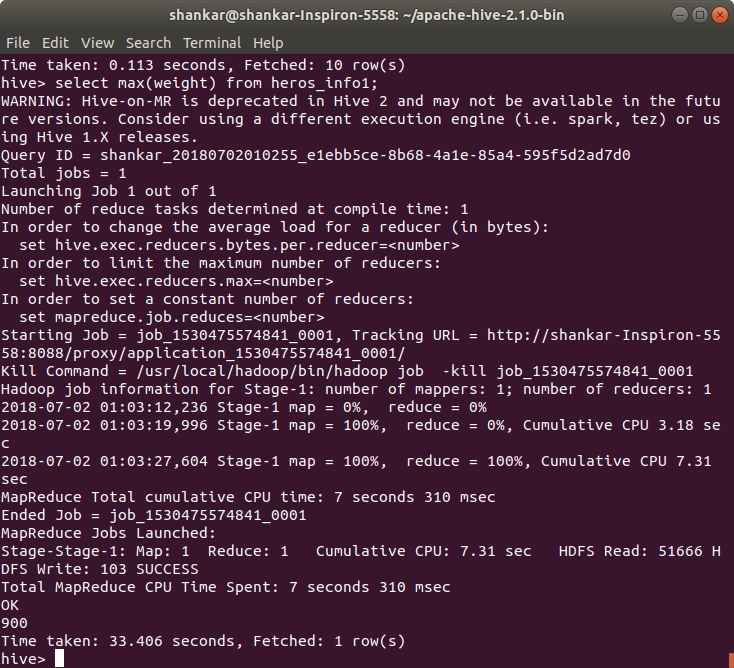 shankar@shankar-Inspiron-5558: ~/apache-hive-2.1.0-bin
File Edit View Search Terminal Help
Time taken: 0.113 seconds, Fetched: 10 row(s)
hive> select max(weight) from heros_info1;
WARNING: Hive-on-MR is deprecated in Hive 2 and may not be available in the futu
re versions. Consider using a different execution engine (i.e. spark, tez) or us
ing Hive 1.X releases.
Query ID = shankar_20180702010255_e1ebb5ce-8b68-4a1e-85a4-595f5d2ad7d0
Total jobs = 1
Launching Job 1 out of 1
Number of reduce tasks determined at compile time: 1
In order to change the average load for a reducer (in bytes):
  set hive.exec.reducers.bytes.per.reducer=<number>
In order to limit the maximum number of reducers:
  set hive.exec.reducers.max=<number>
In order to set a constant number of reducers:
  set mapreduce.job.reduces=<number>
Starting Job = job_1530475574841_0001, Tracking URL = http://shankar-Inspiron-55
58:8088/proxy/application_1530475574841_0001/
Kill Command = /usr/local/hadoop/bin/hadoop job  -kill job_1530475574841_0001
Hadoop job information for Stage-1: number of mappers: 1; number of reducers: 1
2018-07-02 01:03:12,236 Stage-1 map = 0%,  reduce = 0%
2018-07-02 01:03:19,996 Stage-1 map = 100%,  reduce = 0%, Cumulative CPU 3.18 se
c
2018-07-02 01:03:27,604 Stage-1 map = 100%,  reduce = 100%, Cumulative CPU 7.31
sec
MapReduce Total cumulative CPU time: 7 seconds 310 msec
Ended Job = job_1530475574841_0001
MapReduce Jobs Launched:
Stage-Stage-1: Map: 1  Reduce: 1   Cumulative CPU: 7.31 sec   HDFS Read: 51666 H
DFS Write: 103 SUCCESS
Total MapReduce CPU Time Spent: 7 seconds 310 msec
OK
900
Time taken: 33.406 seconds, Fetched: 1 row(s)
hive>